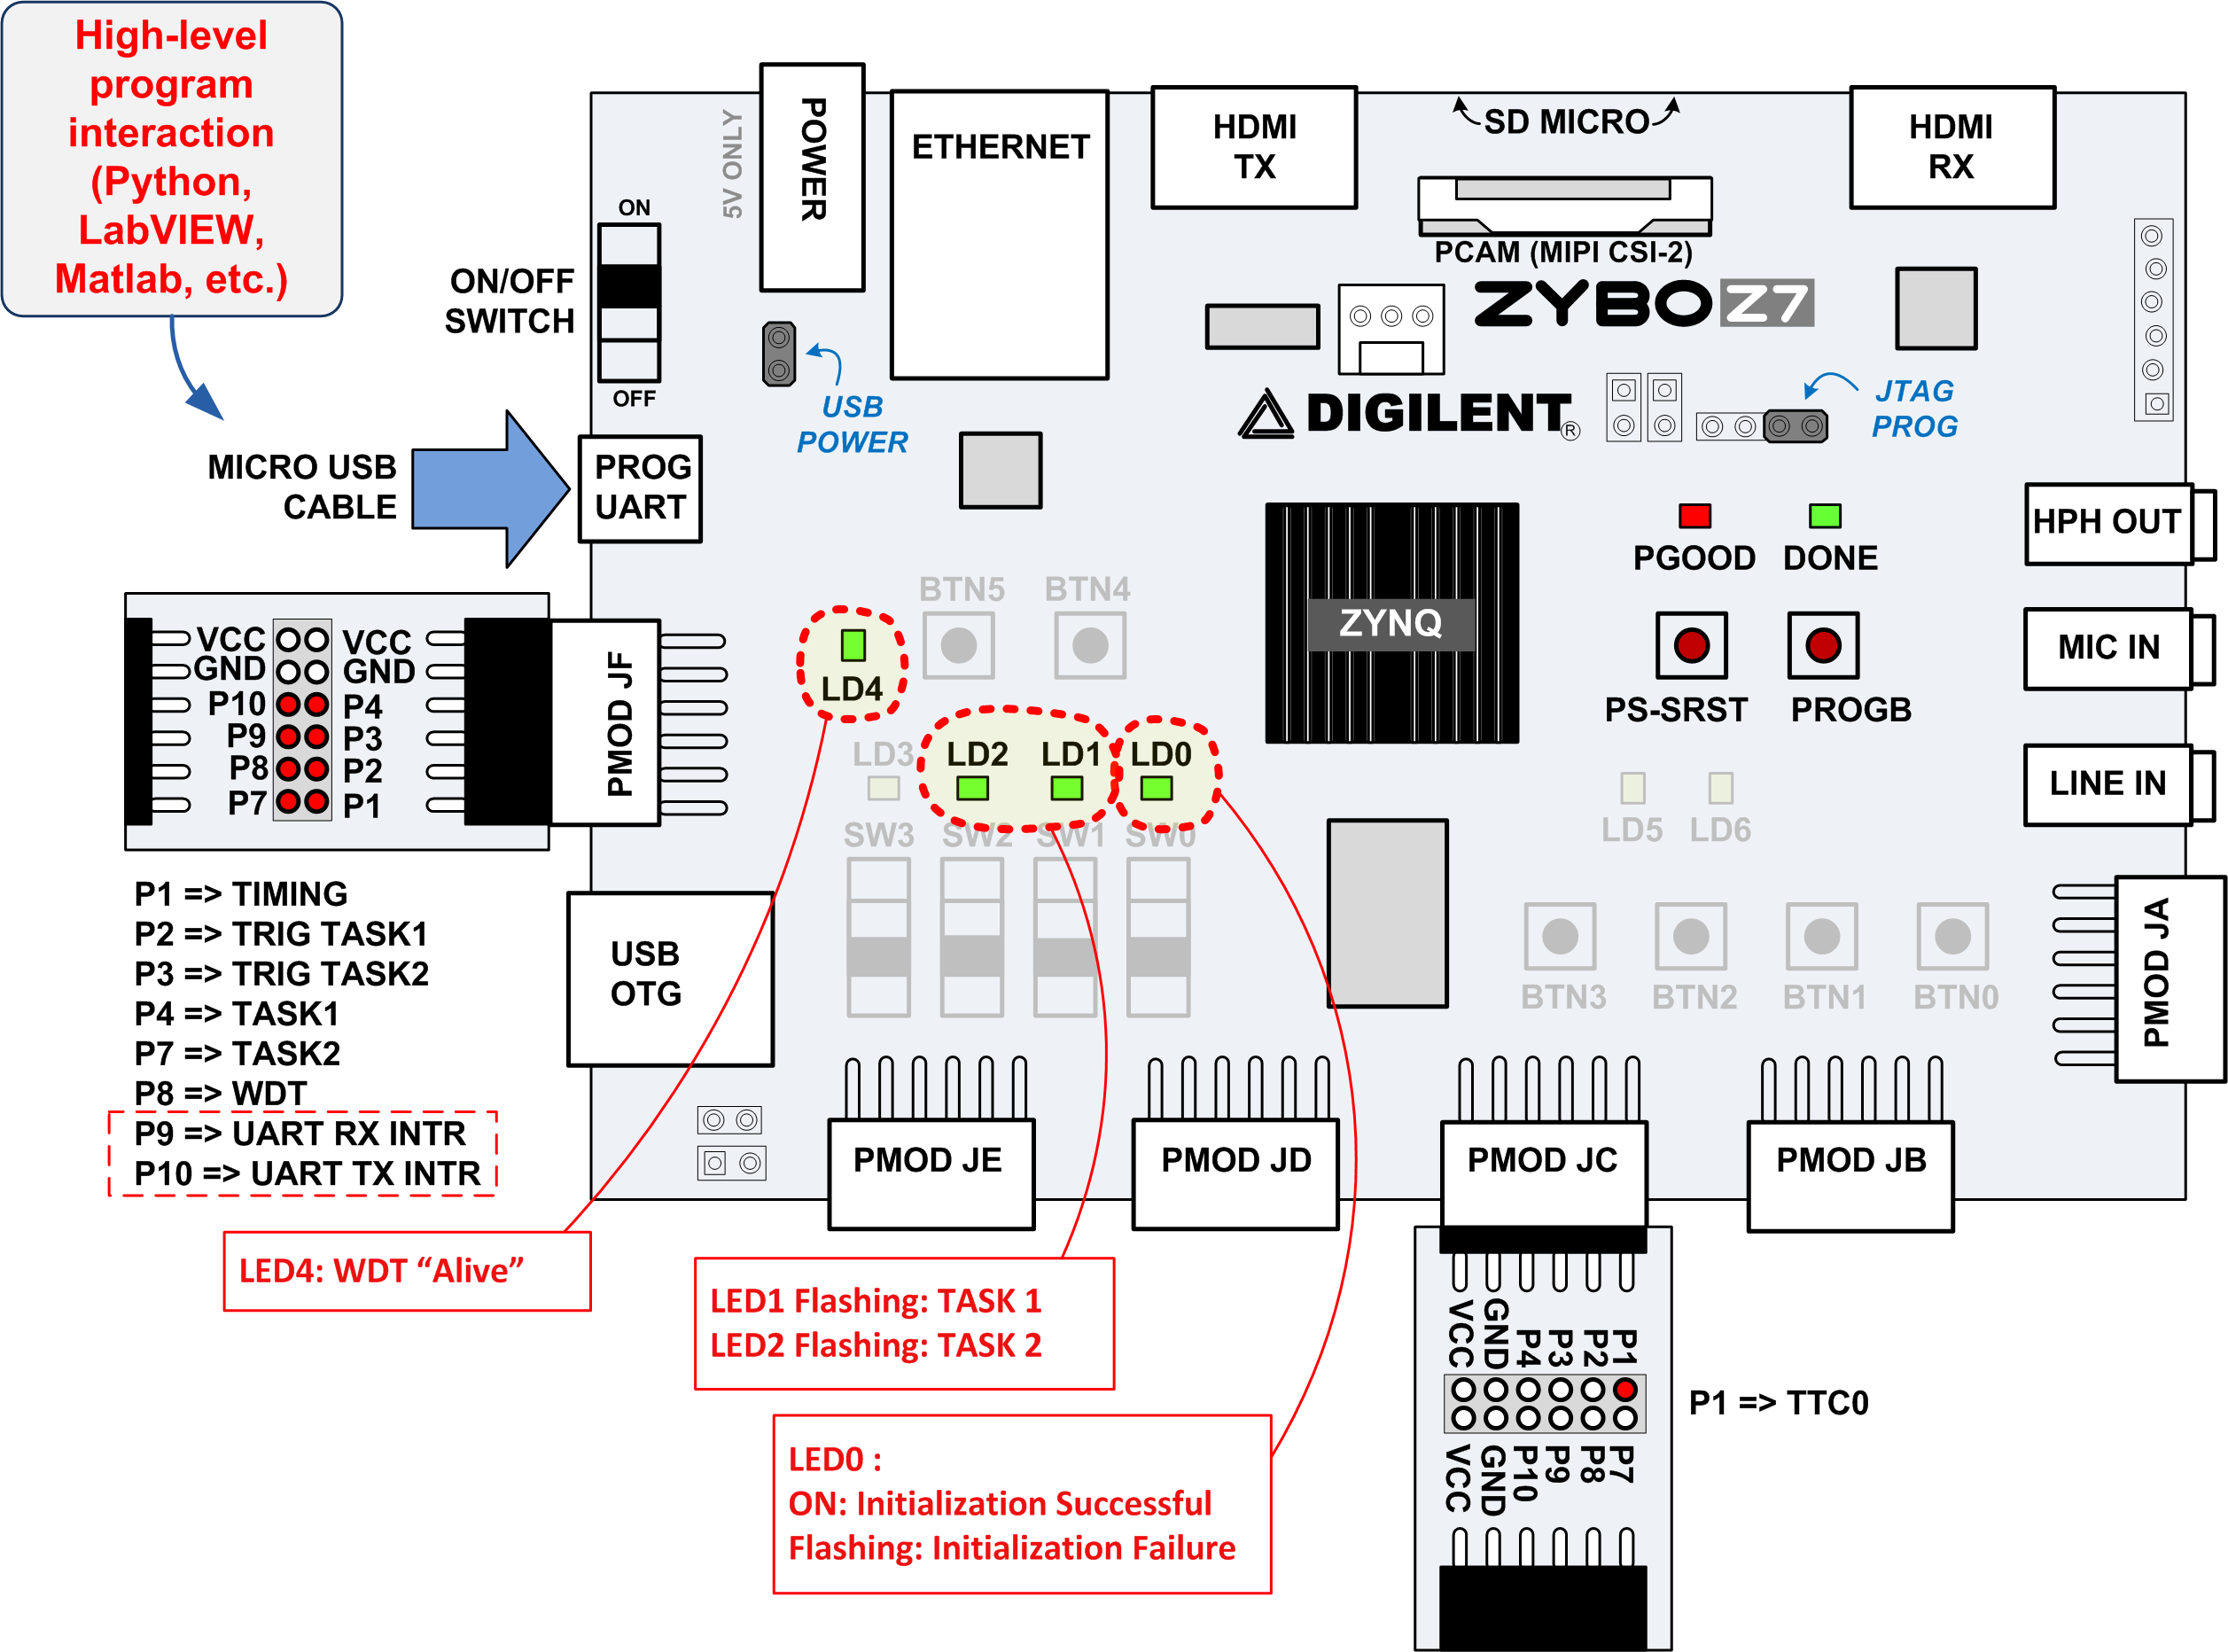 High-level
program
interaction
(Python,
LabVIEW,
Matlab, etc.)
ON/OFF
SWITCH
ON
OFF
5V ONLY
POWER
ETHERNET
HDMI
TX
SD MICRO
HDMI
RX
PCAM (MIPI CSI-2)
ZYBO Z7
DIGILENT®
USB
POWER
JTAG
PROG
MICRO USB
CABLE
PROG
UART
PGOOD
DONE
HPH OUT
ZYNQ
BTN5
BTN4
PS-SRST
PROGB
MIC IN
LINE IN
LD4
LD3
LD2
LD1
LD0
LD5
LD6
SW3
SW2
SW1
SW0
VCC VCC
GND GND
P10 P4
P9 P3
P8 P2
P7 P1
PMOD JF
P1 => TIMING
P2 => TRIG TASK1
P3 => TRIG TASK2
P4 => TASK1
P7 => TASK2
P8 => WDT
P9 => UART RX INTR
P10 => UART TX INTR
USB
OTG
BTN3
BTN2
BTN1
BTN0
PMOD JA
PMOD JE
PMOD JD
PMOD JC
PMOD JB
LED4: WDT “Alive”
LED1 Flashing: TASK 1
LED2 Flashing: TASK 2
LED0 :
ON: Initialization Successful
Flashing: Initialization Failure
VCC GND P4 P3 P2 P1
VCC GND P10 P9 P8 P7
P1 => TTC0